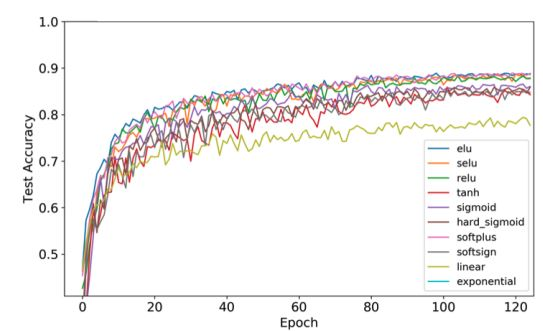 1.0
0.9
0.8
0.7
0.6
0.5
Test Accuracy
0 20 40 60 80 100 120
Epoch
elu
selu
relu
tanh
sigmoid
hard_sigmoid
softplus
softsign
linear
exponential